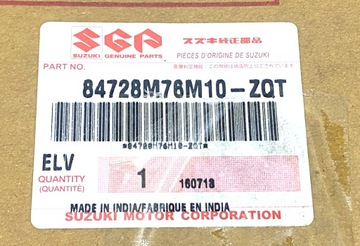 SGP スズキ純正部品
SUZUKI GENUINE PARTS PIECES D'ORIGINE DE SUZUKI
PART NO.
84728M76M10-ZQT
*84728M76M10-ZQT*
ELV
QUANTITY
(QUANTITÉ)
1 160713
MADE IN INDIA/FABRIQUE EN INDIA
SUZUKI MOTOR CORPORATION